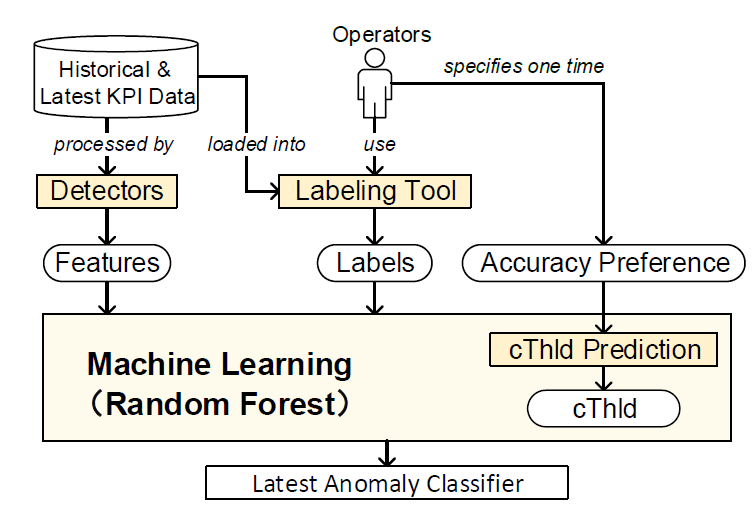 Operators
Historical &
Latest KPI Data
specifies one time
processed by
loaded into
use
Detectors
Labeling Tool
Features
Labels
Accuracy Preference
Machine Learning
（Random Forest）
cThld Prediction
cThld
Latest Anomaly Classifier